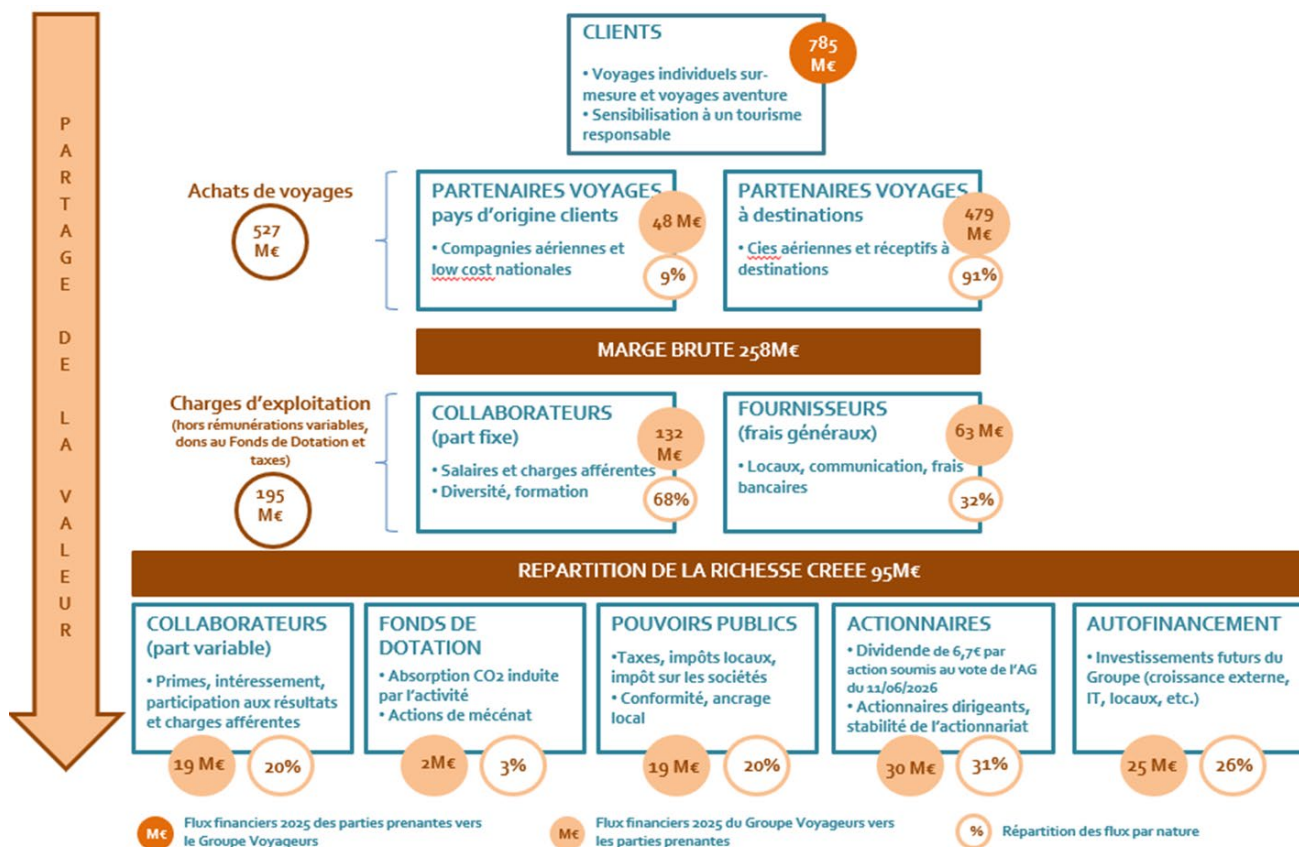 PARTAGE DE LA VALEUR
CLIENTS
785
M€
• Voyages individuels sur-
mesure et voyages aventure
• Sensibilisation à un tourisme
responsable
Achats de voyages
527
M€
PARTENAIRES VOYAGES
pays d'origine clients
48 M€
• Compagnies aériennes et
low cost nationales
9%
PARTENAIRES VOYAGES
à destinations
479
M€
• Cies aériennes et réceptifs à
destinations
91%
MARGE BRUTE 258M€
Charges d'exploitation
(hors rémunérations variables,
dons au Fonds de Dotation et
taxes)
195
M€
COLLABORATEURS
(part fixe)
132
M€
• Salaires et charges afférentes
• Diversité, formation
68%
FOURNISSEURS
(frais généraux)
63 M€
• Locaux, communication, frais
bancaires
32%
REPARTITION DE LA RICHESSE CREEE 95M€
COLLABORATEURS
(part variable)
• Primes, intéressement,
participation aux résultats
et charges afférentes
19 M€
20%
FONDS DE
DOTATION
• Absorption CO2 induite
par l'activité
• Actions de mécénat
2M€
3%
POUVOIRS PUBLICS
•Taxes, impôts locaux,
impôt sur les sociétés
• Conformité, ancrage
local
19 M€
20%
ACTIONNAIRES
• Dividende de 6,7€ par
action soumis au vote de l'AG
du 11/06/2026
• Actionnaires dirigeants,
stabilité de l'actionnariat
30 M€
31%
AUTOFINANCEMENT
• Investissements futurs du
Groupe (croissance externe,
IT, locaux, etc.)
25 M€
26%
M€
Flux financiers 2025 des parties prenantes vers
le Groupe Voyageurs
M€
Flux financiers 2025 du Groupe Voyageurs vers
les parties prenantes
%
Répartition des flux par nature